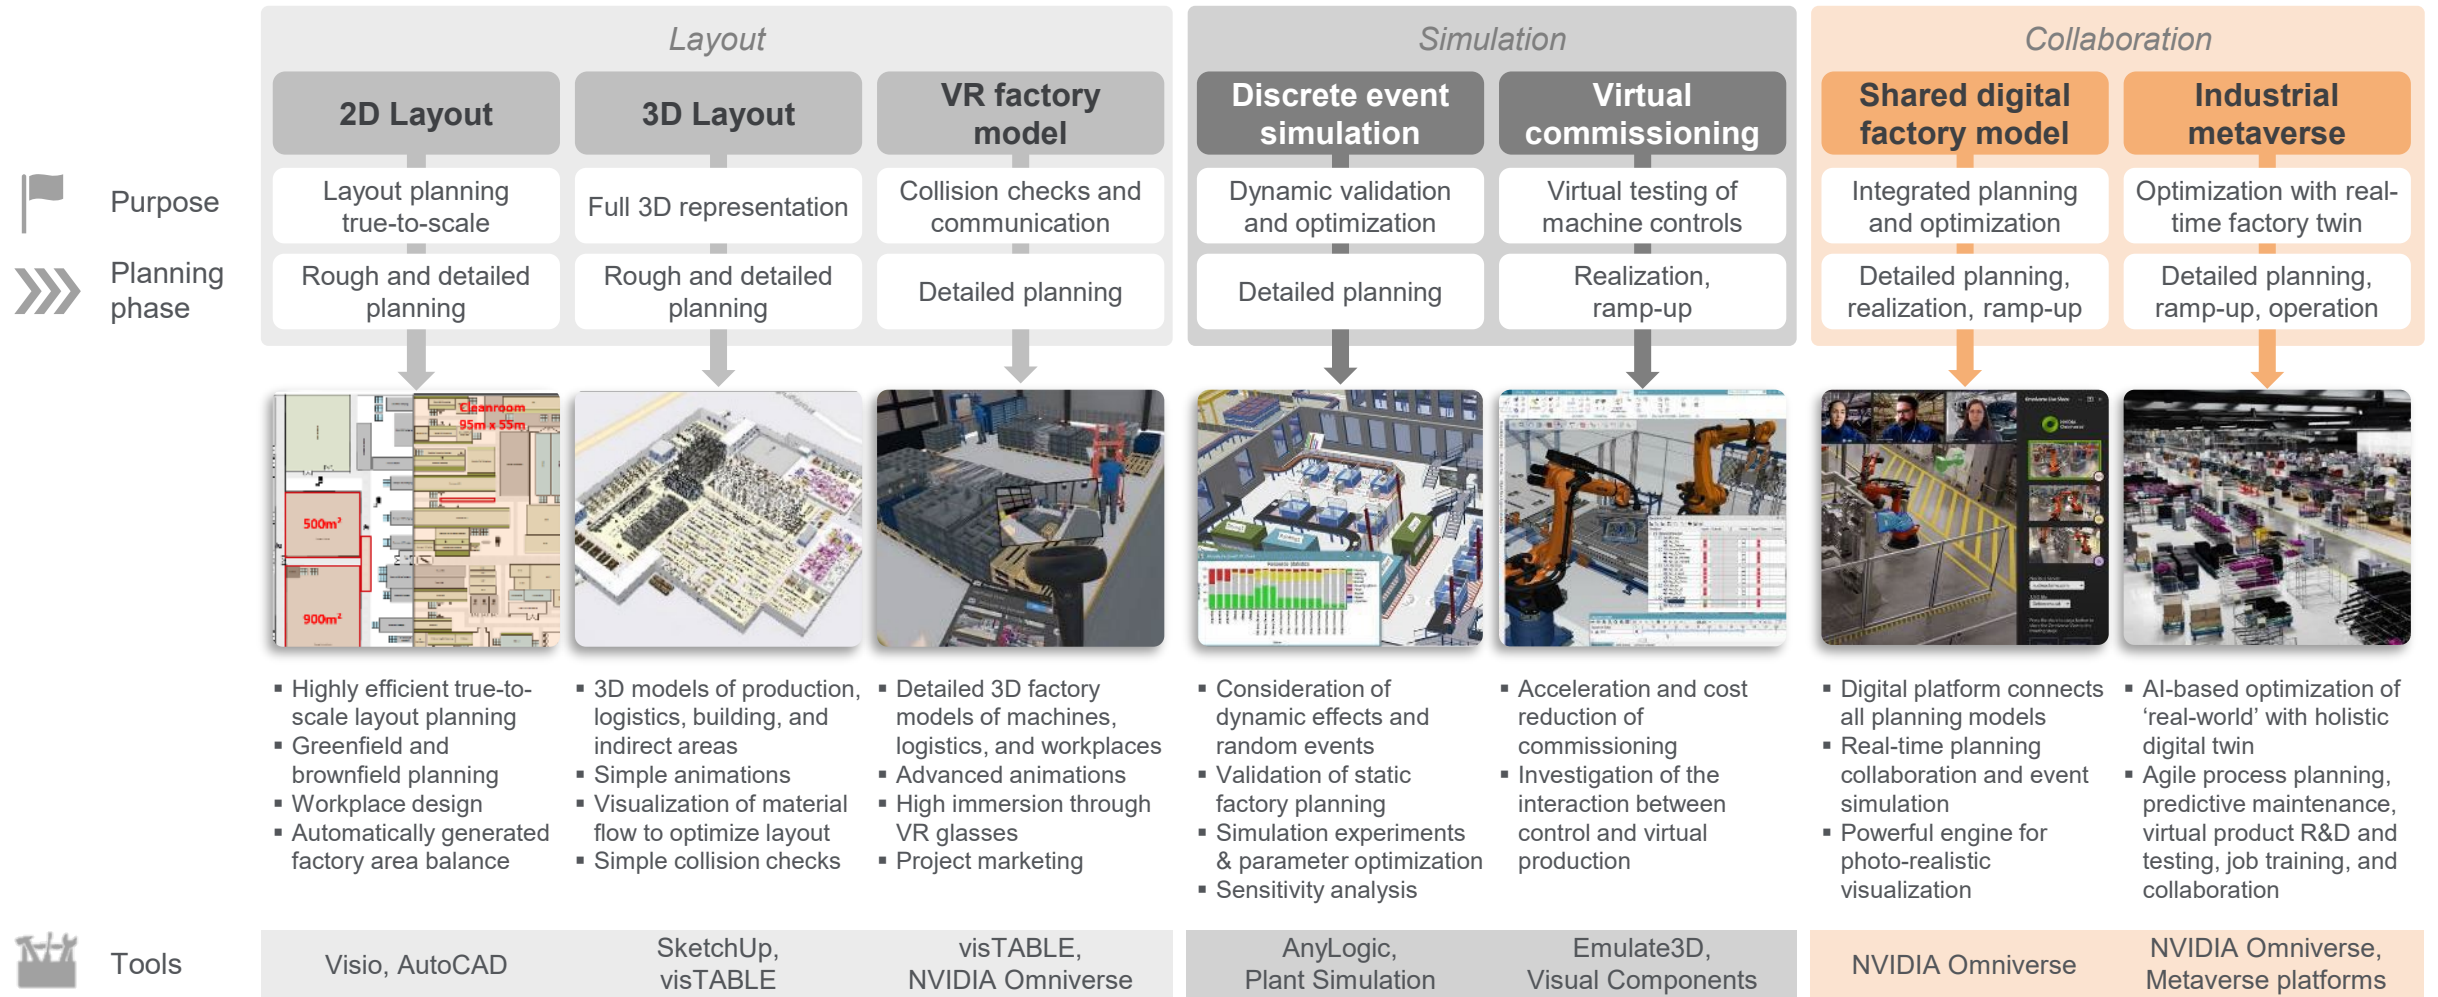 Layout
Simulation
Collaboration
2D Layout
3D Layout
VR factory
model
Discrete event
simulation
Virtual
commissioning
Shared digital
factory model
Industrial
metaverse
Purpose
Layout planning
true-to-scale
Full 3D representation
Collision checks and
communication
Dynamic validation
and optimization
Virtual testing of
machine controls
Integrated planning
and optimization
Optimization with real-
time factory twin
Planning
phase
Rough and detailed
planning
Rough and detailed
planning
Detailed planning
Detailed planning
Realization,
ramp-up
Detailed planning,
realization, ramp-up
Detailed planning,
ramp-up, operation
Cleanroom
95m x 55m
500m²
900m²
NVIDIA
Omniverse
▪ Highly efficient true-to-
scale layout planning
▪ Greenfield and
brownfield planning
▪ Workplace design
▪ Automatically generated
factory area balance
▪ 3D models of production,
logistics, building, and
indirect areas
▪ Simple animations
▪ Visualization of material
flow to optimize layout
▪ Simple collision checks
▪ Detailed 3D factory
models of machines,
logistics, and workplaces
▪ Advanced animations
▪ High immersion through
VR glasses
▪ Project marketing
▪ Consideration of
dynamic effects and
random events
▪ Validation of static
factory planning
▪ Simulation experiments
& parameter optimization
▪ Sensitivity analysis
▪ Acceleration and cost
reduction of
commissioning
▪ Investigation of the
interaction between
control and virtual
production
▪ Digital platform connects
all planning models
▪ Real-time planning
collaboration and event
simulation
▪ Powerful engine for
photo-realistic
visualization
▪ AI-based optimization of
‘real-world’ with holistic
digital twin
▪ Agile process planning,
predictive maintenance,
virtual product R&D and
testing, job training, and
collaboration
Tools
Visio, AutoCAD
SketchUp,
visTABLE
visTABLE,
NVIDIA Omniverse
AnyLogic,
Plant Simulation
Emulate3D,
Visual Components
NVIDIA Omniverse
NVIDIA Omniverse,
Metaverse platforms